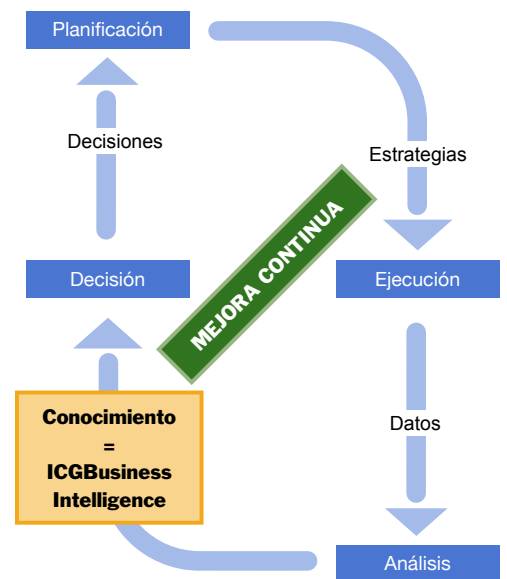 Planificación
Decisiones
Estrategias
MEJORA CONTINUA
Decisión
Ejecución
Conocimiento
=
ICGBusiness
Intelligence
Datos
Análisis